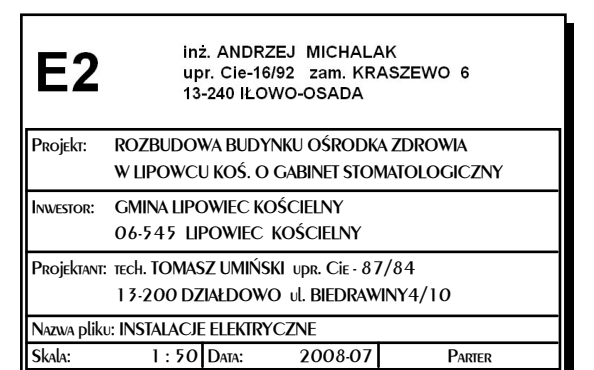 E2
inż. ANDRZEJ MICHALAK
upr. Cie-16/92 zam. KRASZEWO 6
13-240 IŁOWO-OSADA
Projekt: ROZBUDOWA BUDYNKU OŚRODKA ZDROWIA
W LIPOWCU KOŚ. O GABINET STOMATOLOGICZNY
Inwestor: GMINA LIPOWIEC KOŚCIELNY
06-545 LIPOWIEC KOŚCIELNY
Projektant: tech. TOMASZ UMIŃSKI upr. Cie - 87/84
13-200 DZIAŁDOWO ul. BIEDRAWINY4/10
Nazwa pliku: INSTALACJE ELEKTRYCZNE
Skala: 1 : 50 Data: 2008-07 Parter